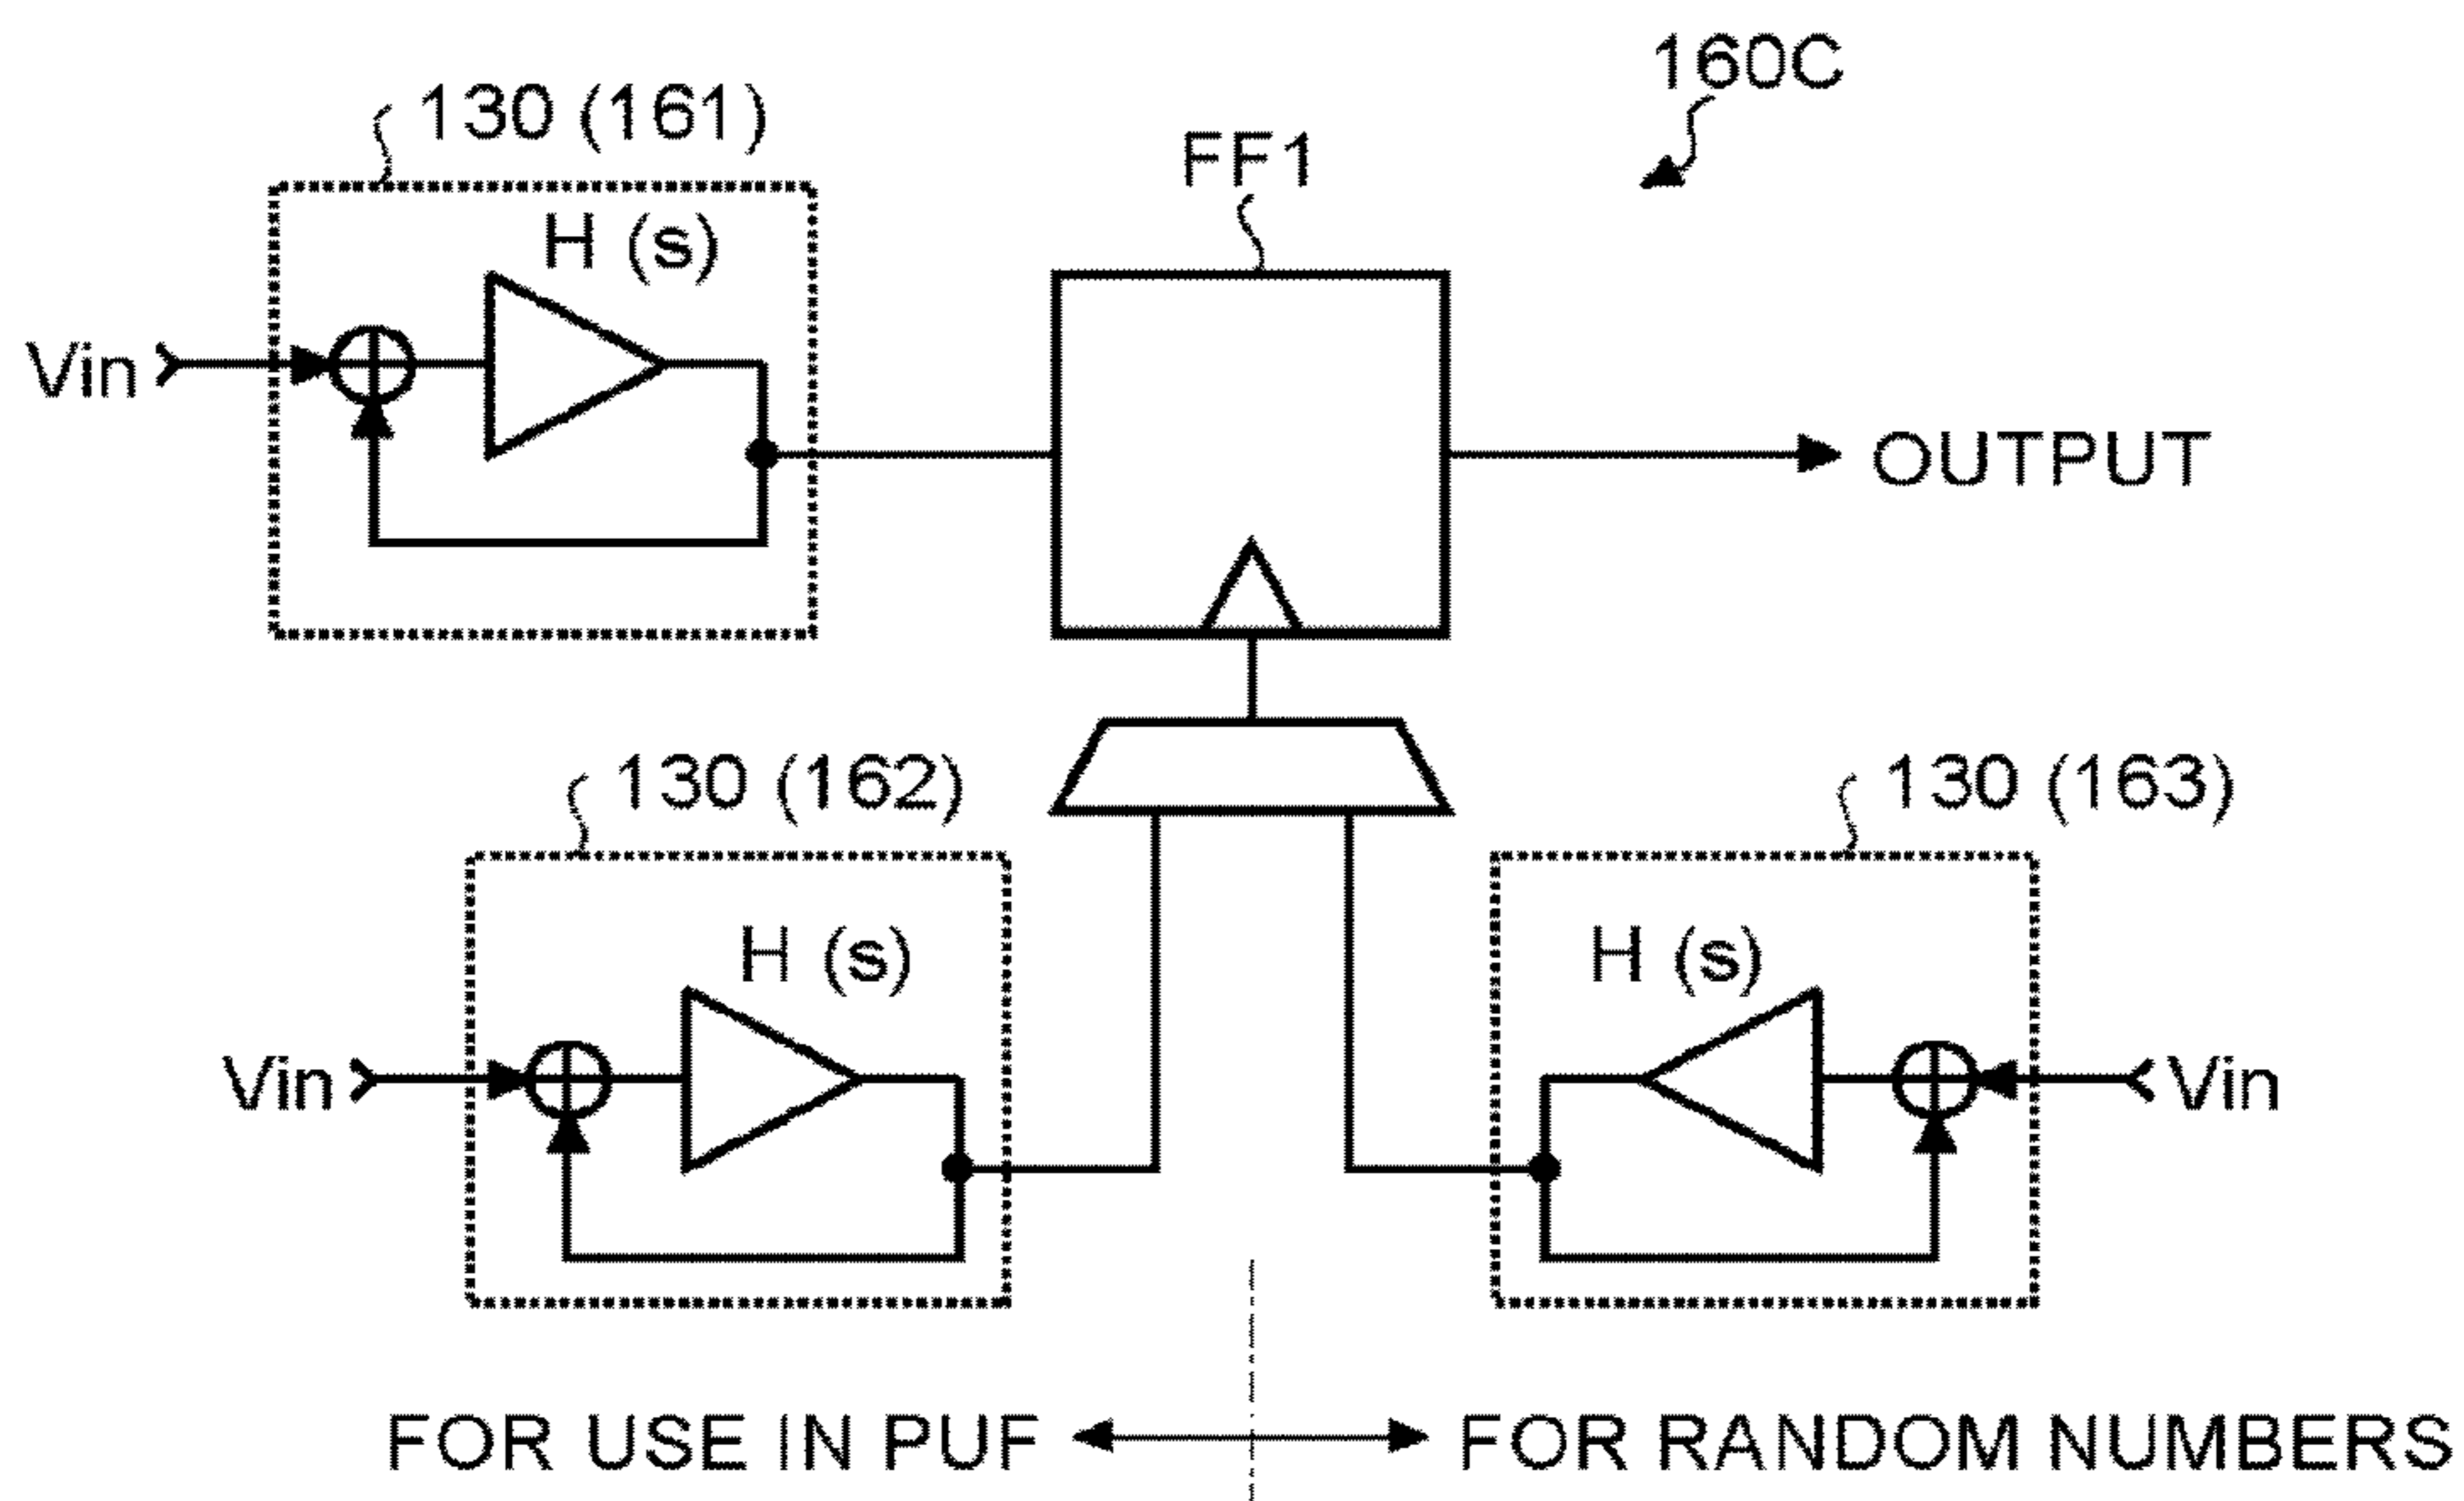 160C
130 (161)
FF1
H (s)
Vin
OUTPUT
130 (162)
130 (163)
H (s)
H (s)
Vin
Vin
FOR USE IN PUF
FOR RANDOM NUMBERS